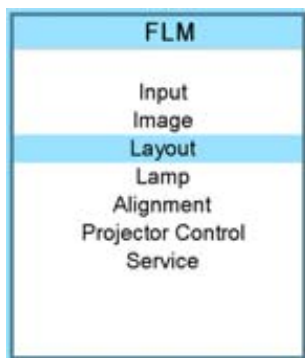 FLM
Input
Image
Layout
Lamp
Alignment
Projector Control
Service